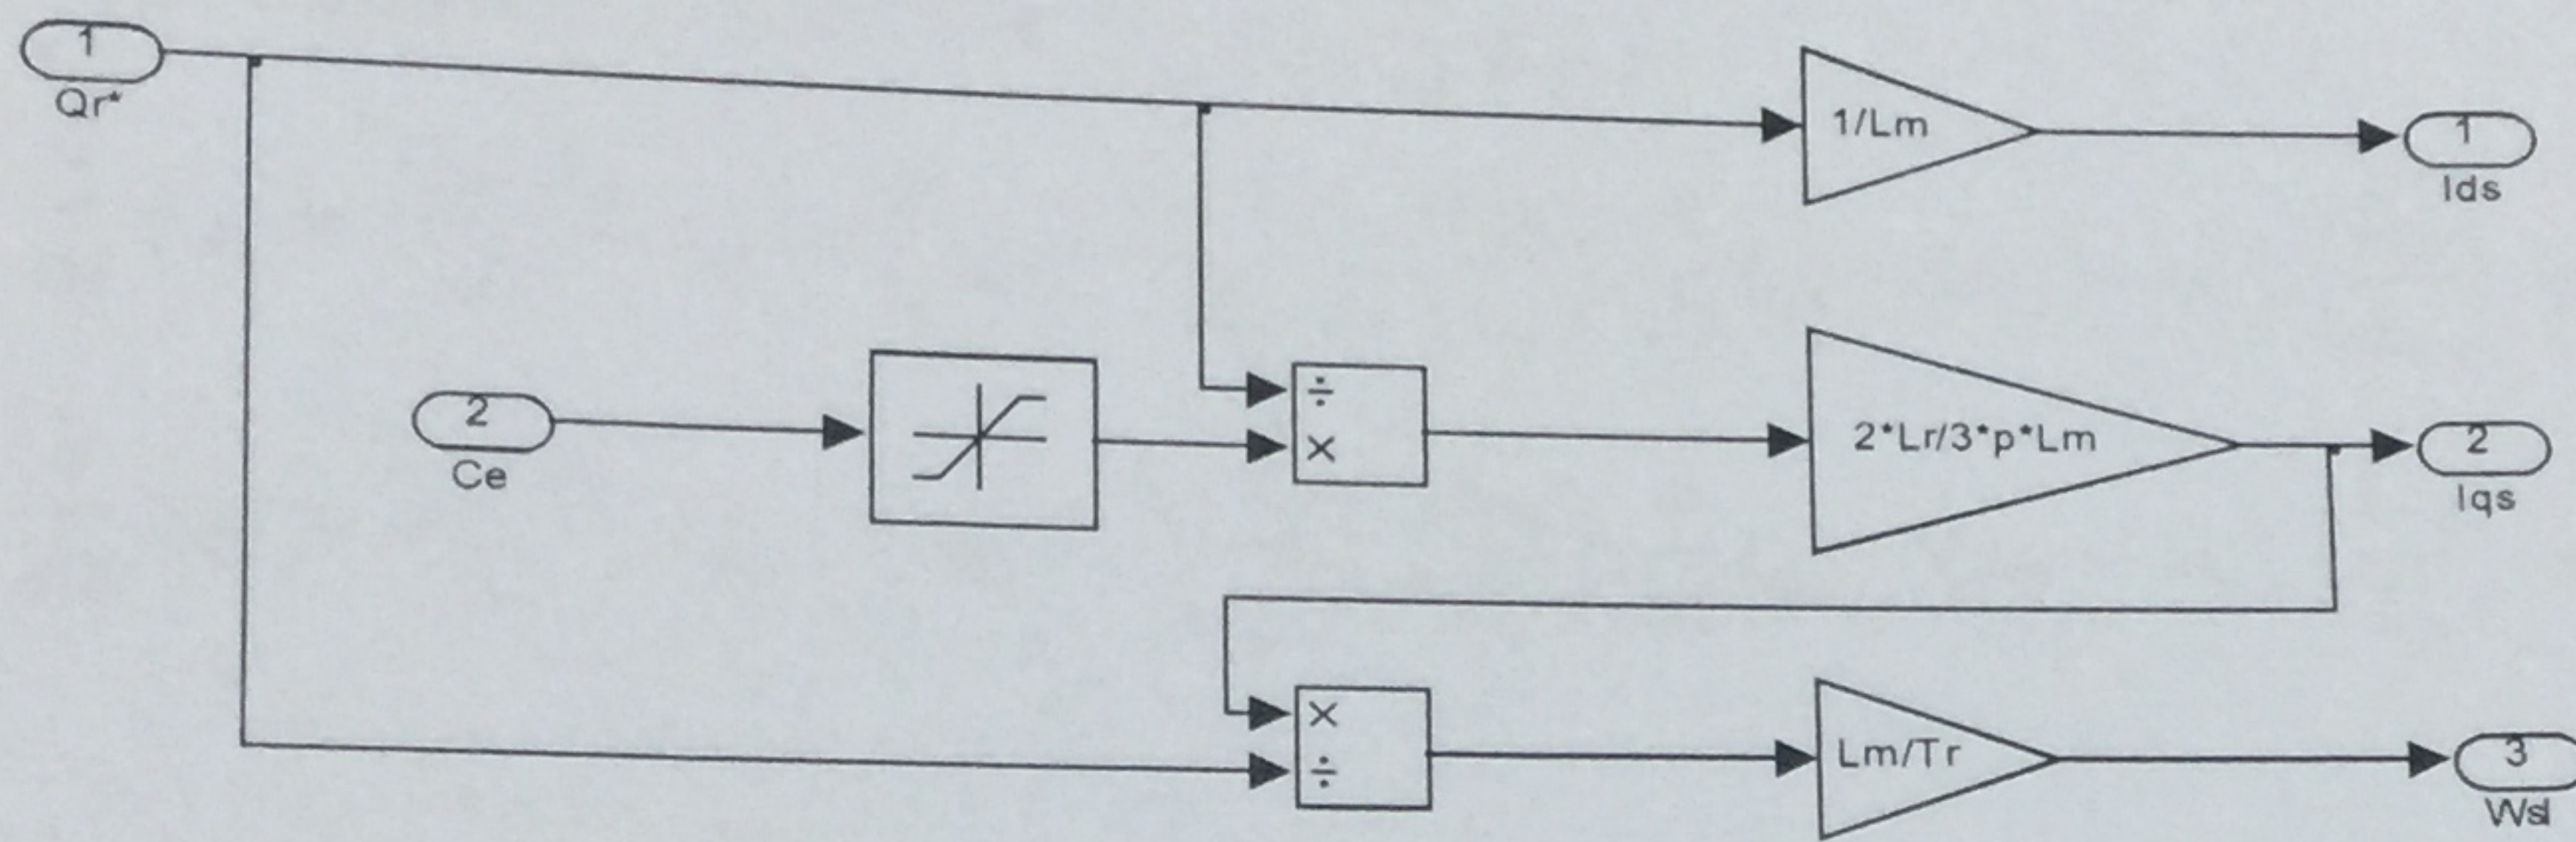 1
Qr*
1/Lm
1
Ids
2
Ce
÷
×
2*Lr/3*p*Lm
2
Iqs
×
÷
Lm/Tr
3
Wsl